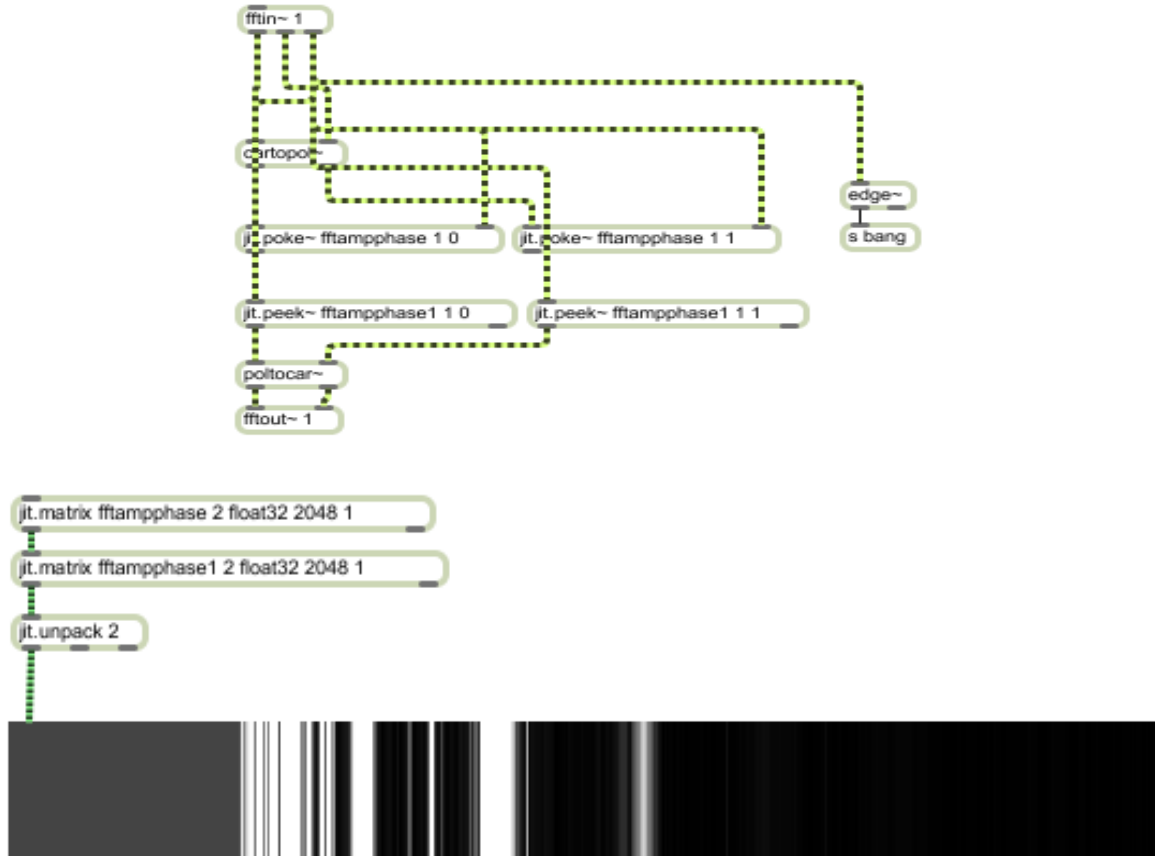 fftin~ 1
cartopol~
edge~
s bang
jit.poke~ fftampphase 1 0
jit.poke~ fftampphase 1 1
jit.peek~ fftampphase1 1 0
jit.peek~ fftampphase1 1 1
poltocar~
fftout~ 1
jit.matrix fftampphase 2 float32 2048 1
jit.matrix fftampphase1 2 float32 2048 1
jit.unpack 2